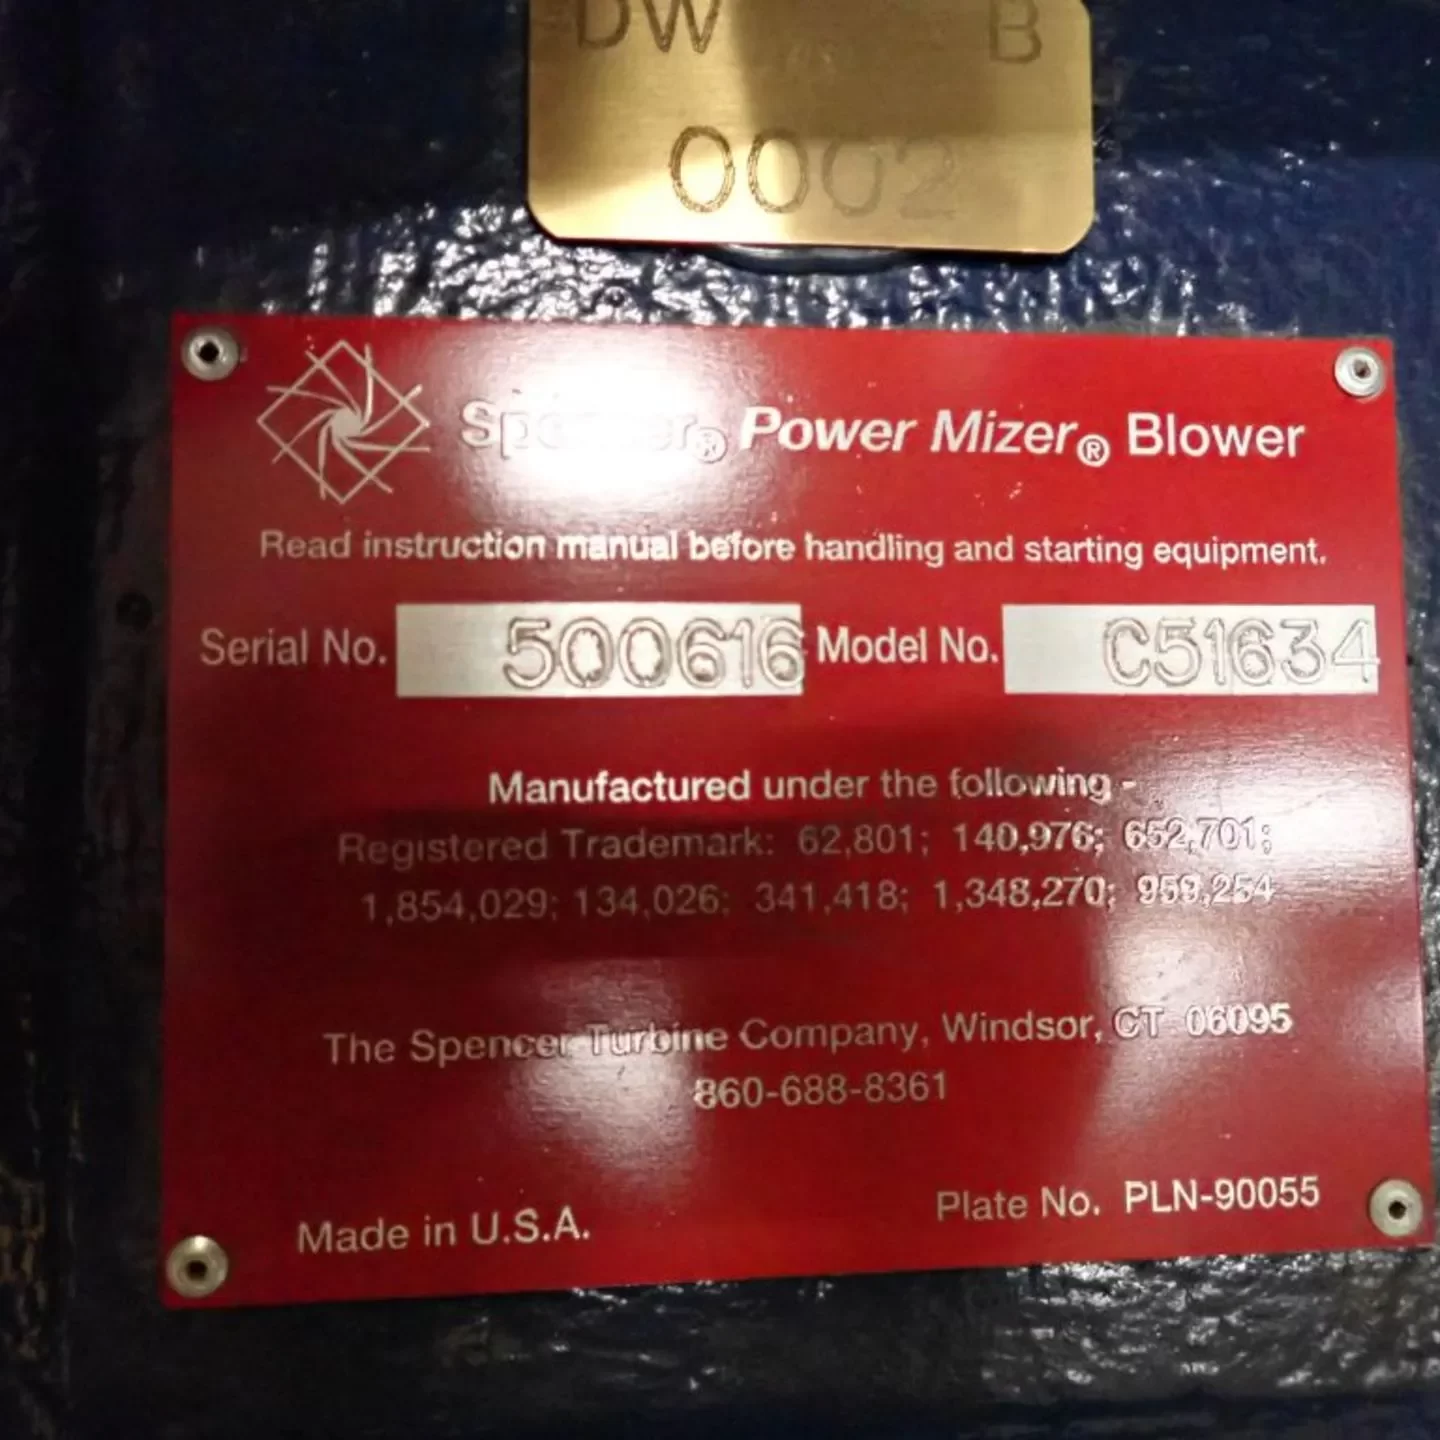 DW B
0002
Spencer® Power Mizer® Blower
Read instruction manual before handling and starting equipment.
Serial No. 500616 Model No. C51634
Manufactured under the following -
Registered Trademark: 62,801; 140,976; 652,701;
1,854,029; 134,026; 341,418; 1,348,270; 959,254
The Spencer Turbine Company, Windsor, CT 06095
860-688-8361
Made in U.S.A.
Plate No. PLN-90055